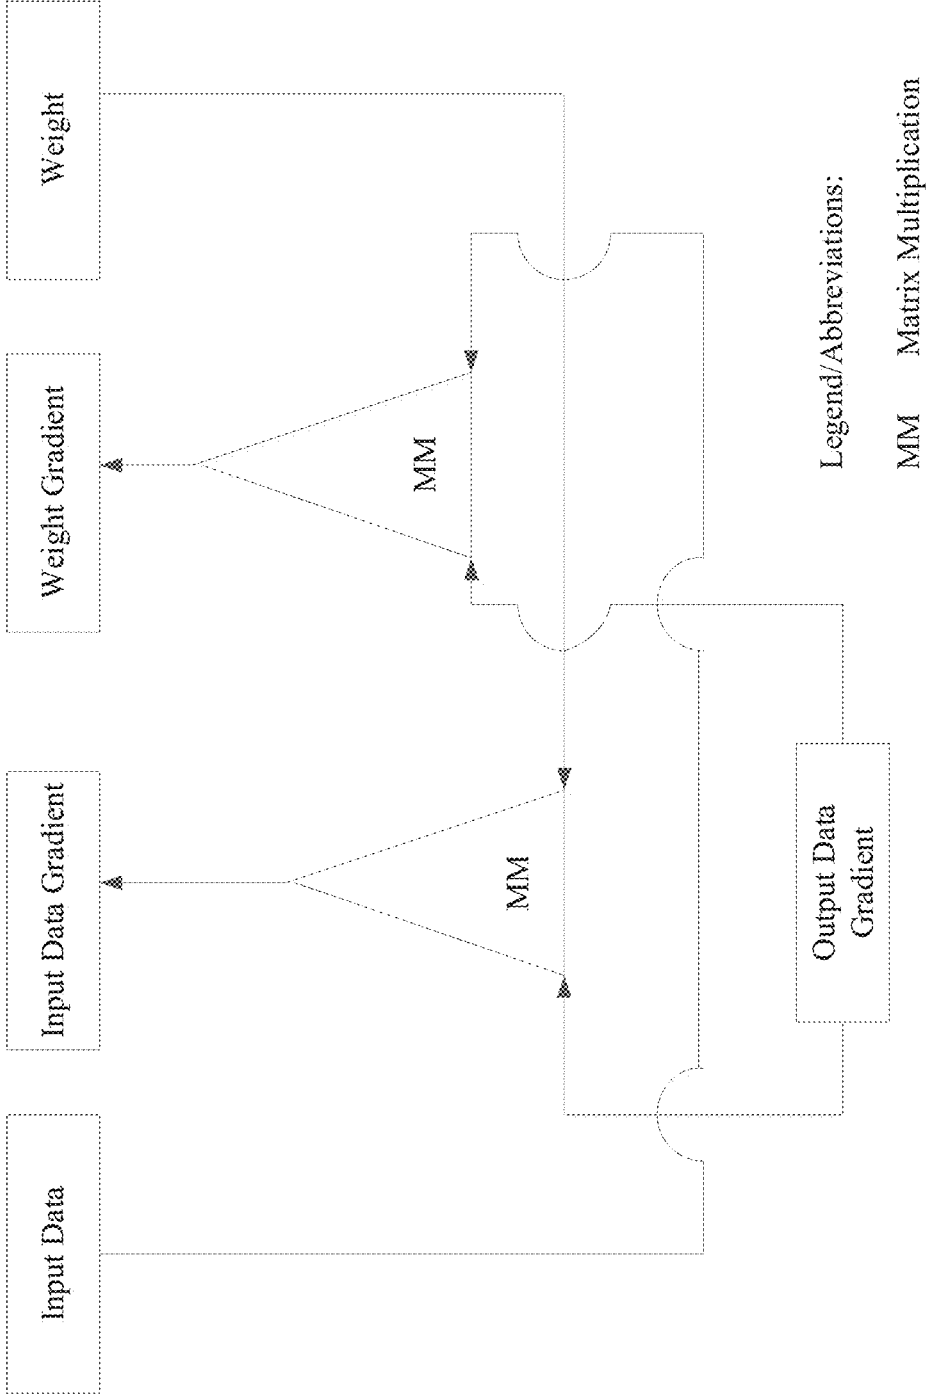 Input Data
Input Data Gradient
Weight Gradient
Weight
MM
MM
Output Data
Gradient
Legend/Abbreviations:
MM Matrix Multiplication